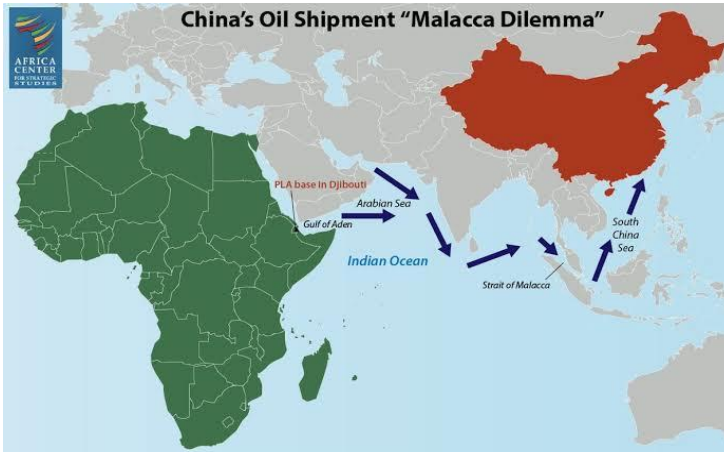 China's Oil Shipment “Malacca Dilemma”
AFRICA
CENTER
FOR STRATEGIC
STUDIES
PLA base in Djibouti
Arabian Sea
Gulf of Aden
Indian Ocean
South
China
Sea
Strait of Malacca